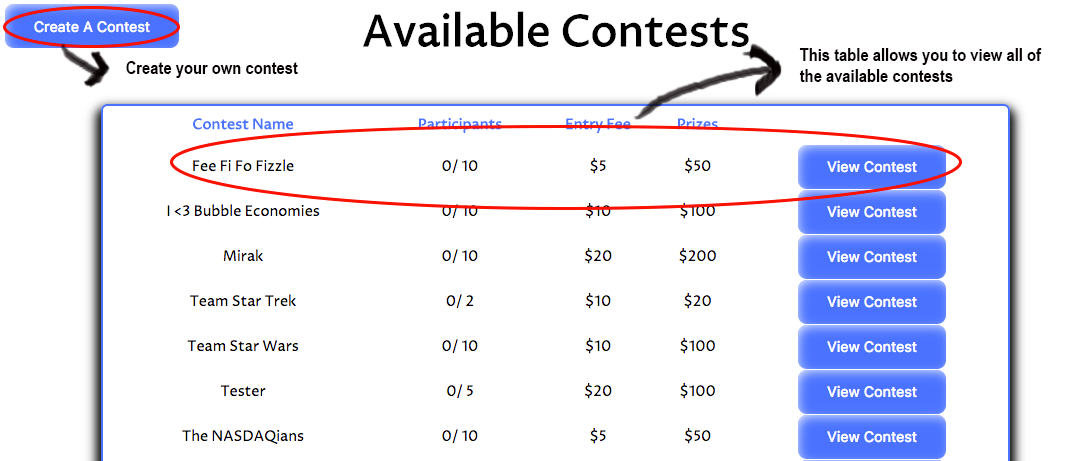 Create A Contest
Available Contests
Create your own contest
This table allows you to view all of
the available contests
Contest Name Participants Entry Fee Prizes
Fee Fi Fo Fizzle 0/ 10 $5 $50 View Contest
I <3 Bubble Economies 0/ 10 $10 $100 View Contest
Mirak 0/ 10 $20 $200 View Contest
Team Star Trek 0/ 2 $10 $20 View Contest
Team Star Wars 0/ 10 $10 $100 View Contest
Tester 0/ 5 $20 $100 View Contest
The NASDAQians 0/ 10 $5 $50 View Contest